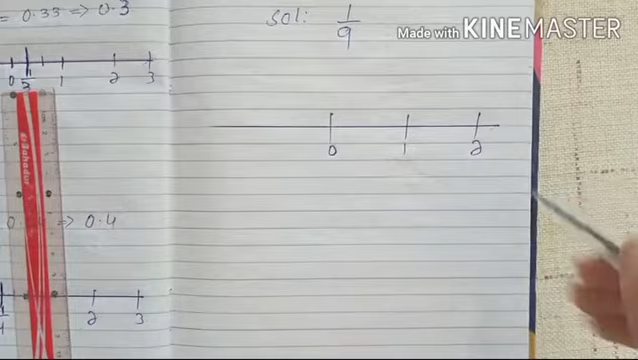 = 0.33 => 0.3
0 1 2 3
=> 0.4
2 3
Sol: 1/9
Made with KINEMASTER
0 1 2